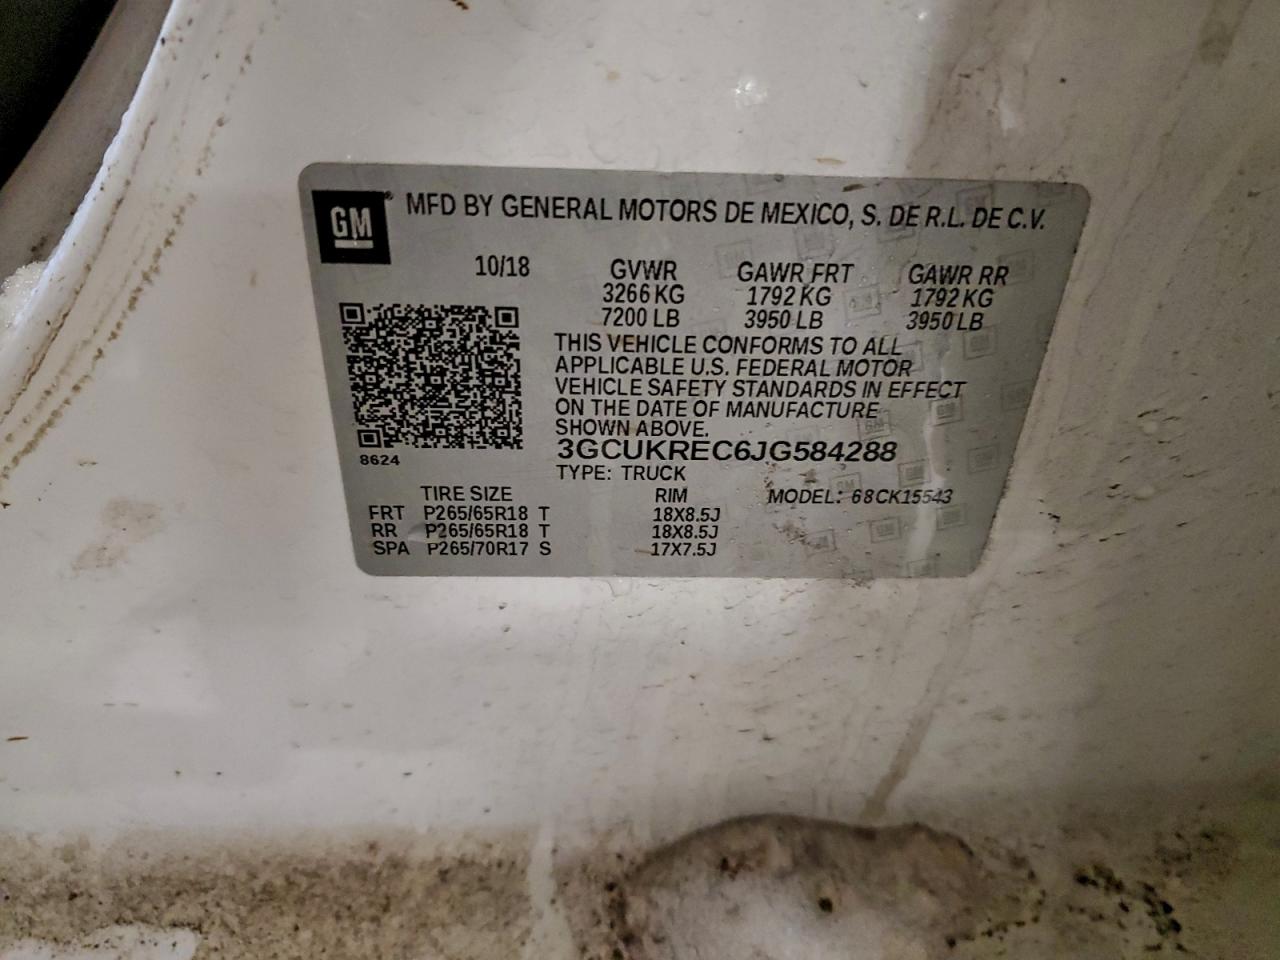 GM® MFD BY GENERAL MOTORS DE MEXICO, S. DE R.L. DE C.V.
10/18 GVWR GAWR FRT GAWR RR
3266 KG 1792 KG 1792 KG
7200 LB 3950 LB 3950 LB
THIS VEHICLE CONFORMS TO ALL
APPLICABLE U.S. FEDERAL MOTOR
VEHICLE SAFETY STANDARDS IN EFFECT
ON THE DATE OF MANUFACTURE
SHOWN ABOVE.
3GCUKREC6JG584288
8624
TYPE: TRUCK
TIRE SIZE RIM MODEL: 68CK15543
FRT P265/65R18 T 18X8.5J
RR P265/65R18 T 18X8.5J
SPA P265/70R17 S 17X7.5J